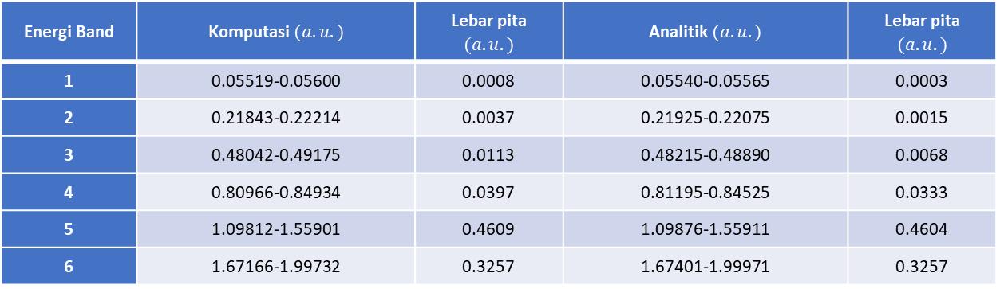 Energi Band Komputasi (a.u.) Lebar pita (a.u.) Analitik (a.u.) Lebar pita (a.u.)
1 0.05519-0.05600 0.0008 0.05540-0.05565 0.0003
2 0.21843-0.22214 0.0037 0.21925-0.22075 0.0015
3 0.48042-0.49175 0.0113 0.48215-0.48890 0.0068
4 0.80966-0.84934 0.0397 0.81195-0.84525 0.0333
5 1.09812-1.55901 0.4609 1.09876-1.55911 0.4604
6 1.67166-1.99732 0.3257 1.67401-1.99971 0.3257